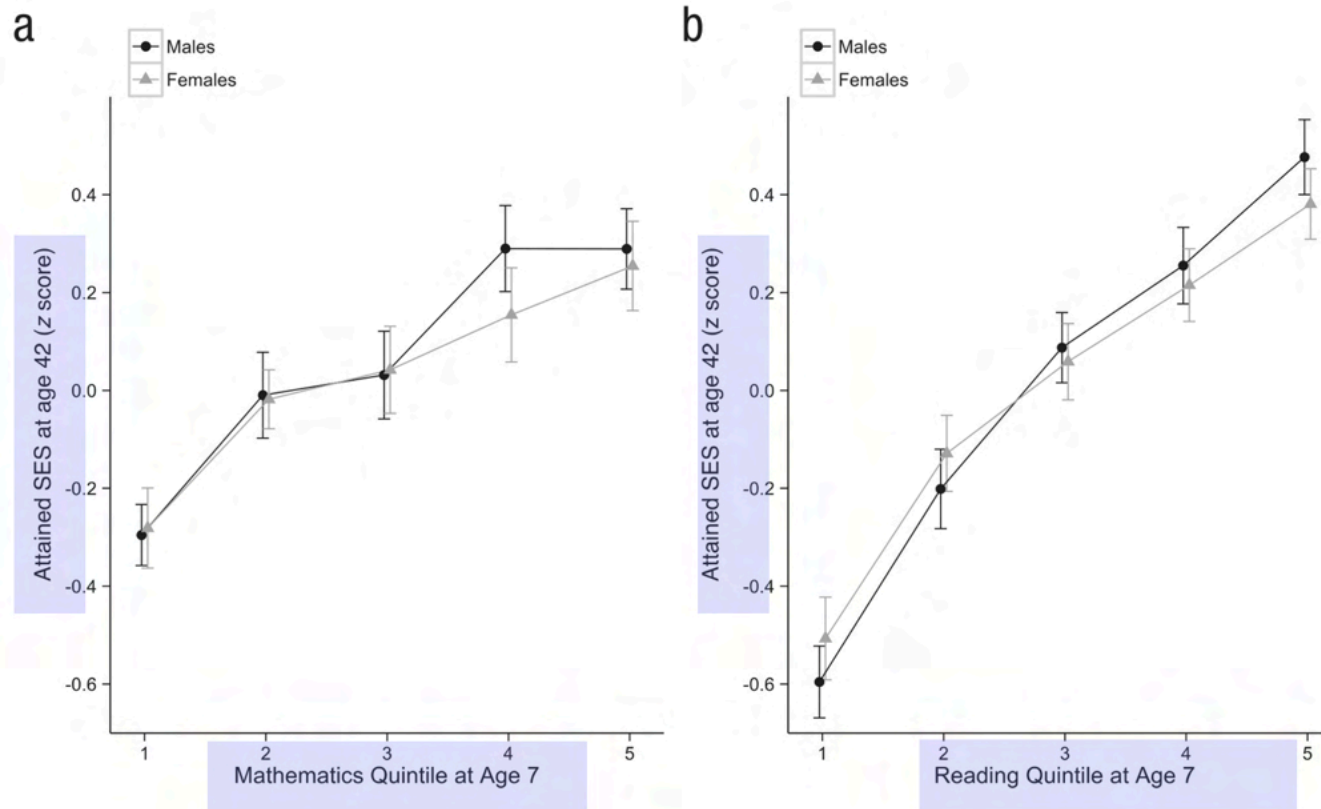 a
Males
Females
Attained SES at age 42 (z score)
0.4
0.2
0.0
-0.2
-0.4
-0.6
1 2 3 4 5
Mathematics Quintile at Age 7
b
Males
Females
Attained SES at age 42 (z score)
0.4
0.2
0.0
-0.2
-0.4
-0.6
1 2 3 4 5
Reading Quintile at Age 7